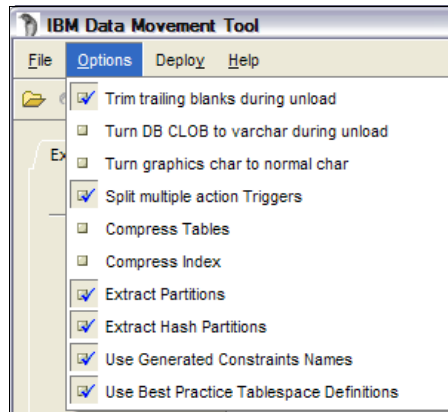 IBM Data Movement Tool
File Options Deploy Help
Trim trailing blanks during unload
Turn DB CLOB to varchar during unload
Ex
Turn graphics char to normal char
Split multiple action Triggers
Compress Tables
Compress Index
Extract Partitions
Extract Hash Partitions
Use Generated Constraints Names
Use Best Practice Tablespace Definitions